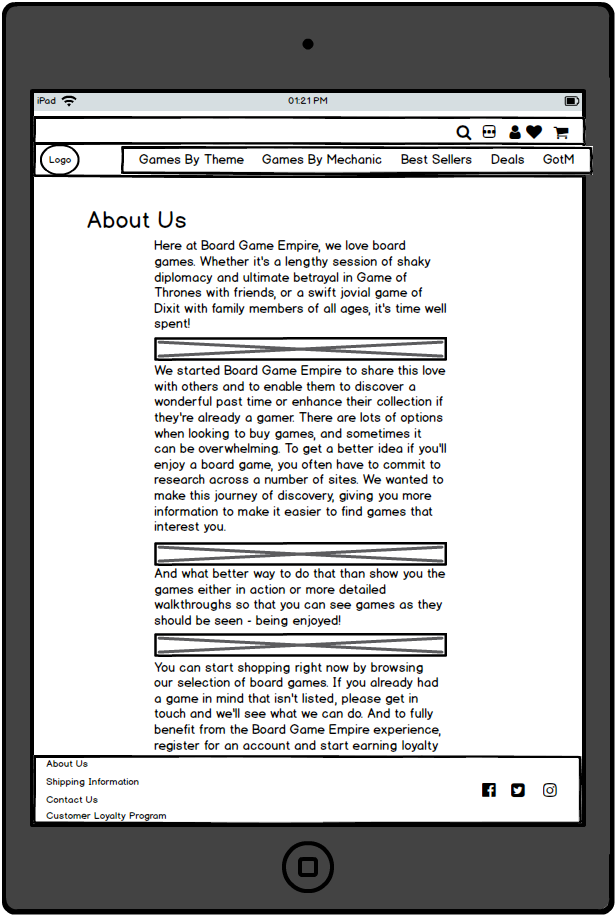 iPad 01:21 PM
Logo
Games By Theme Games By Mechanic Best Sellers Deals GotM
About Us
Here at Board Game Empire, we love board
games. Whether it's a lengthy session of shaky
diplomacy and ultimate betrayal in Game of
Thrones with friends, or a swift jovial game of
Dixit with family members of all ages, it's time well
spent!
We started Board Game Empire to share this love
with others and to enable them to discover a
wonderful past time or enhance their collection if
they're already a gamer. There are lots of options
when looking to buy games, and sometimes it
can be overwhelming. To get a better idea if you'll
enjoy a board game, you often have to commit to
research across a number of sites. We wanted to
make this journey of discovery, giving you more
information to make it easier to find games that
interest you.
And what better way to do that than show you the
games either in action or more detailed
walkthroughs so that you can see games as they
should be seen - being enjoyed!
You can start shopping right now by browsing
our selection of board games. If you already had
a game in mind that isn't listed, please get in
touch and we'll see what we can do. And to fully
benefit from the Board Game Empire experience,
register for an account and start earning loyalty
About Us
Shipping Information
Contact Us
Customer Loyalty Program